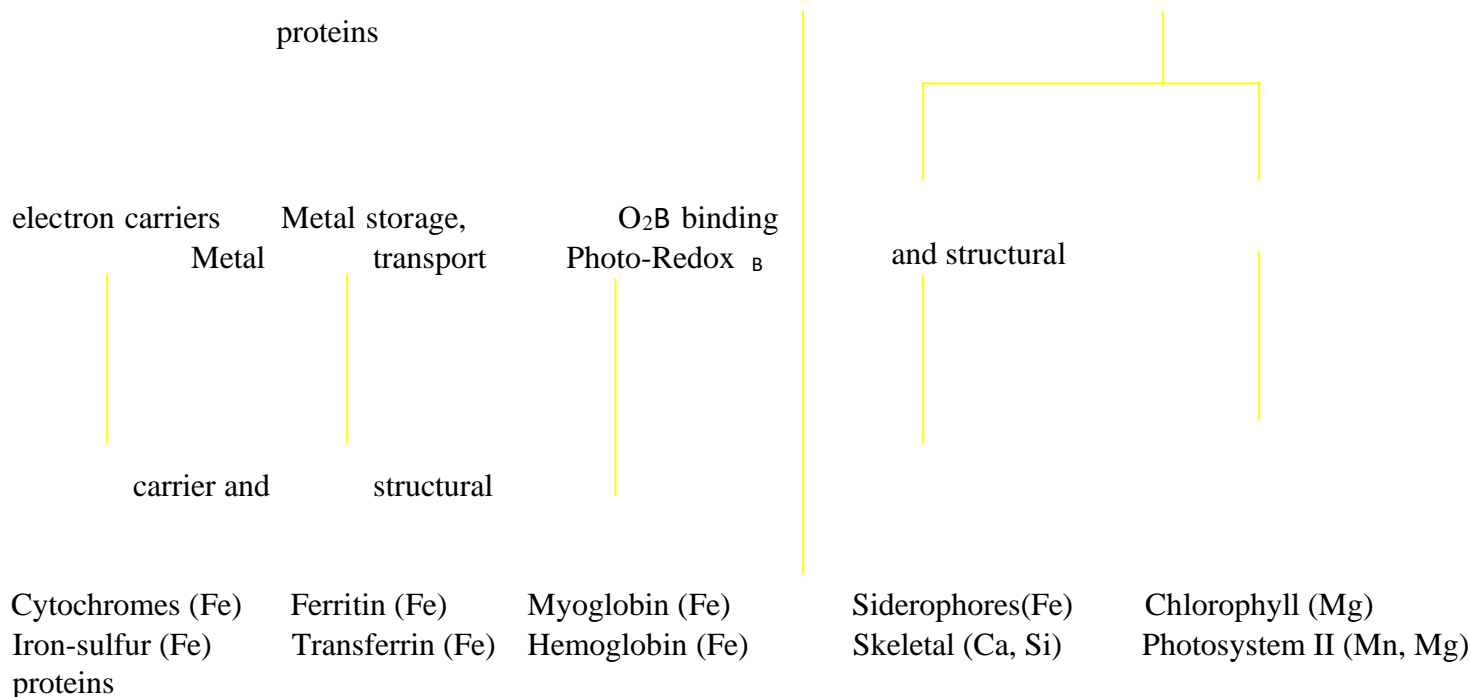 proteins
electron carriers Metal storage, O₂B binding
Metal transport Photo-Redox B and structural
carrier and structural
Cytochromes (Fe) Ferritin (Fe) Myoglobin (Fe) Siderophores(Fe) Chlorophyll (Mg)
Iron-sulfur (Fe) Transferrin (Fe) Hemoglobin (Fe) Skeletal (Ca, Si) Photosystem II (Mn, Mg)
proteins